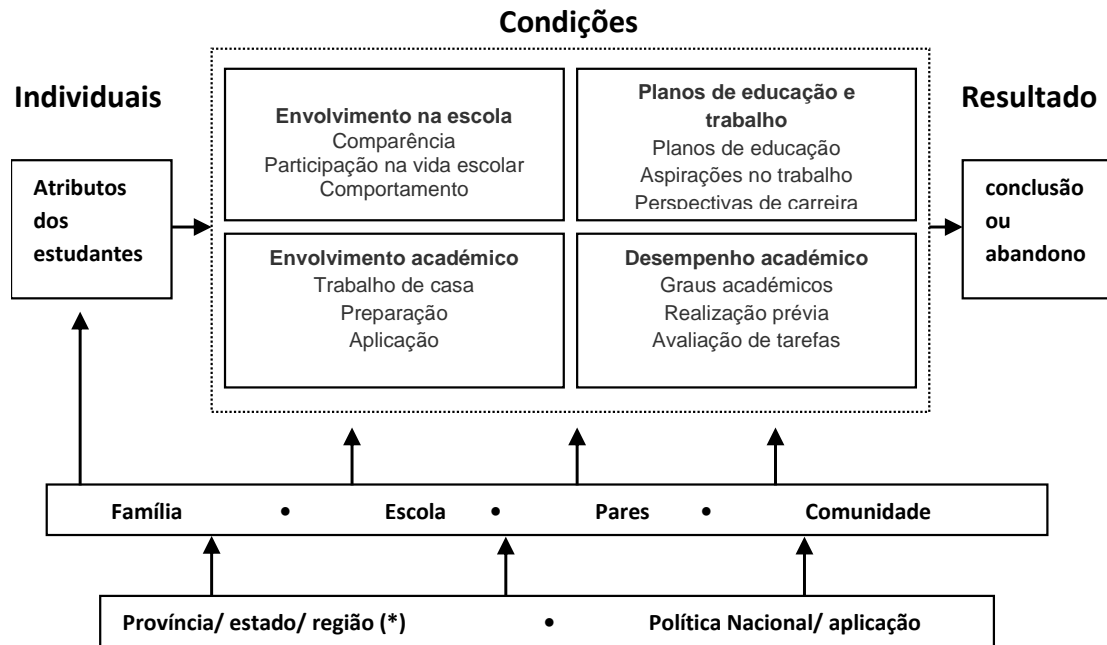 Condições
Individuais
Resultado
Envolvimento na escola
Comparência
Participação na vida escolar
Comportamento
Planos de educação e
trabalho
Planos de educação
Aspirações no trabalho
Perspectivas de carreira
Atributos
dos
estudantes
conclusão
ou
abandono
Envolvimento académico
Trabalho de casa
Preparação
Aplicação
Desempenho académico
Graus académicos
Realização prévia
Avaliação de tarefas
Família • Escola • Pares • Comunidade
Província/ estado/ região (*) • Política Nacional/ aplicação